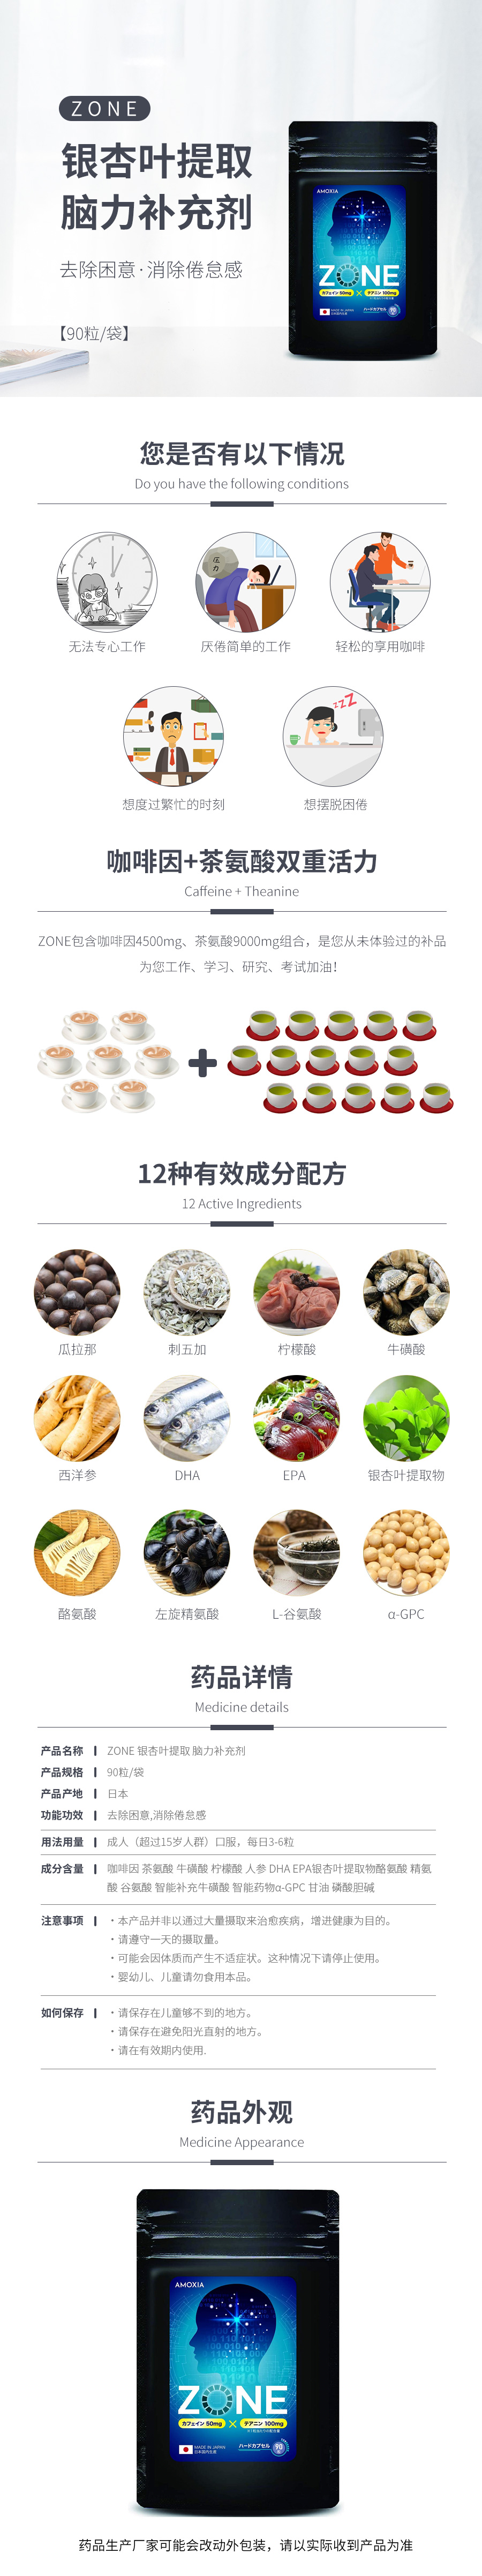 ZONE
银杏叶提取
脑力补充剂
去除困意·消除倦怠感
【90粒/袋】
AMOXIA
ZONE
カフェイン 50mg × テアニン 100mg
MADE IN JAPAN
日本国内生産
ハードカプセル 90
您是否有以下情况
Do you have the following conditions
压力
无法专心工作
厌倦简单的工作
轻松的享用咖啡
zzZ
想度过繁忙的时刻
想摆脱困倦
咖啡因+茶氨酸双重活力
Caffeine + Theanine
ZONE包含咖啡因4500mg、茶氨酸9000mg组合，是您从未体验过的补品
为您工作、学习、研究、考试加油！
12种有效成分配方
12 Active Ingredients
瓜拉那
刺五加
柠檬酸
牛磺酸
西洋参
DHA
EPA
银杏叶提取物
酪氨酸
左旋精氨酸
L-谷氨酸
α-GPC
药品详情
Medicine details
产品名称 ZONE 银杏叶提取 脑力补充剂
产品规格 90粒/袋
产品产地 日本
功能功效 去除困意,消除倦怠感
用法用量 成人（超过15岁人群）口服，每日3-6粒
成分含量 咖啡因 茶氨酸 牛磺酸 柠檬酸 人参 DHA EPA银杏叶提取物酪氨酸 精氨
酸 谷氨酸 智能补充牛磺酸 智能药物α-GPC 甘油 磷酸胆碱
注意事项 ・本产品并非以通过大量摄取来治愈疾病，增进健康为目的。
・请遵守一天的摄取量。
・可能会因体质而产生不适症状。这种情况下请停止使用。
・婴幼儿、儿童请勿食用本品。
如何保存 ・请保存在儿童够不到的地方。
・请保存在避免阳光直射的地方。
・请在有效期内使用.
药品外观
Medicine Appearance
AMOXIA
ZONE
カフェイン 50mg × テアニン 100mg
MADE IN JAPAN
日本国内生産
ハードカプセル 90
药品生产厂家可能会改动外包装，请以实际收到产品为准